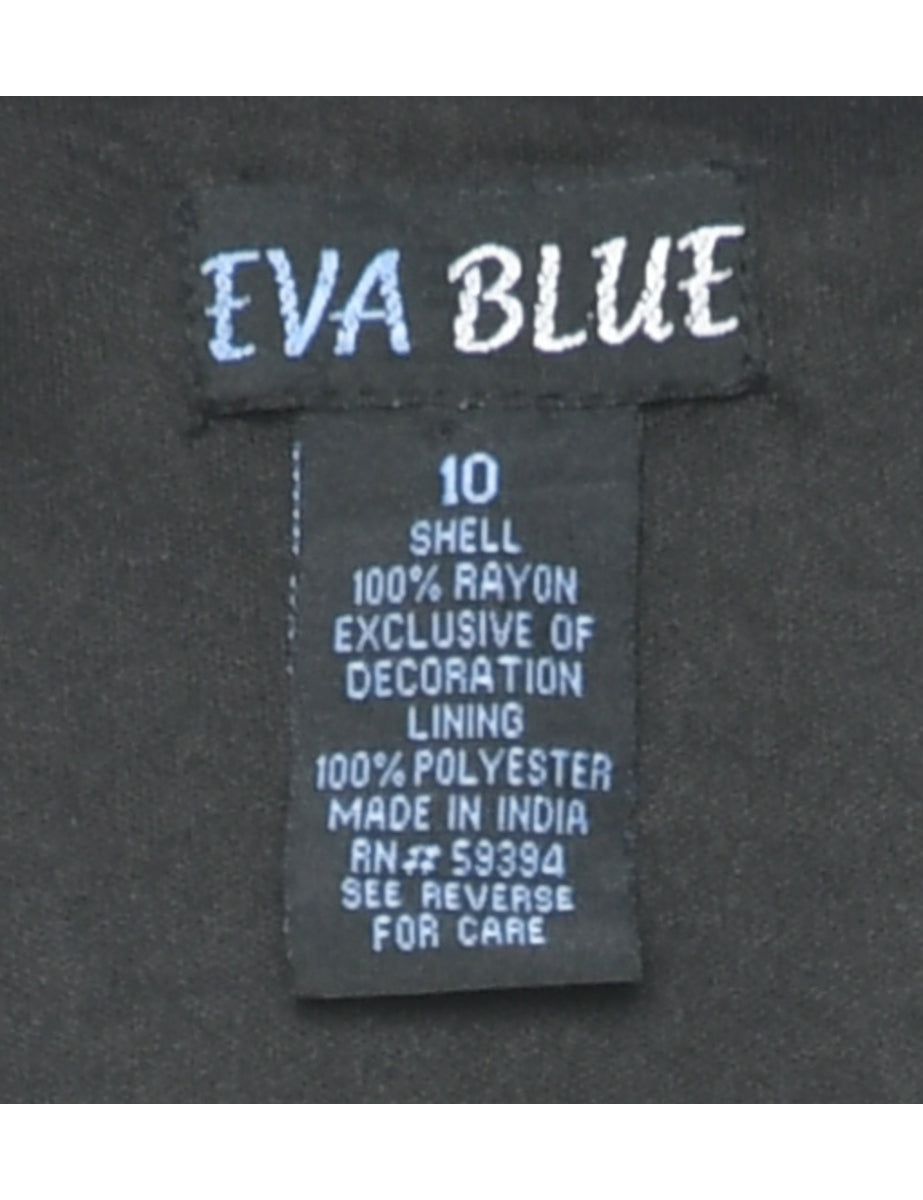 EVA BLUE
10
SHELL
100% RAYON
EXCLUSIVE OF
DECORATION
LINING
100% POLYESTER
MADE IN INDIA
RN# 59394
SEE REVERSE
FOR CARE